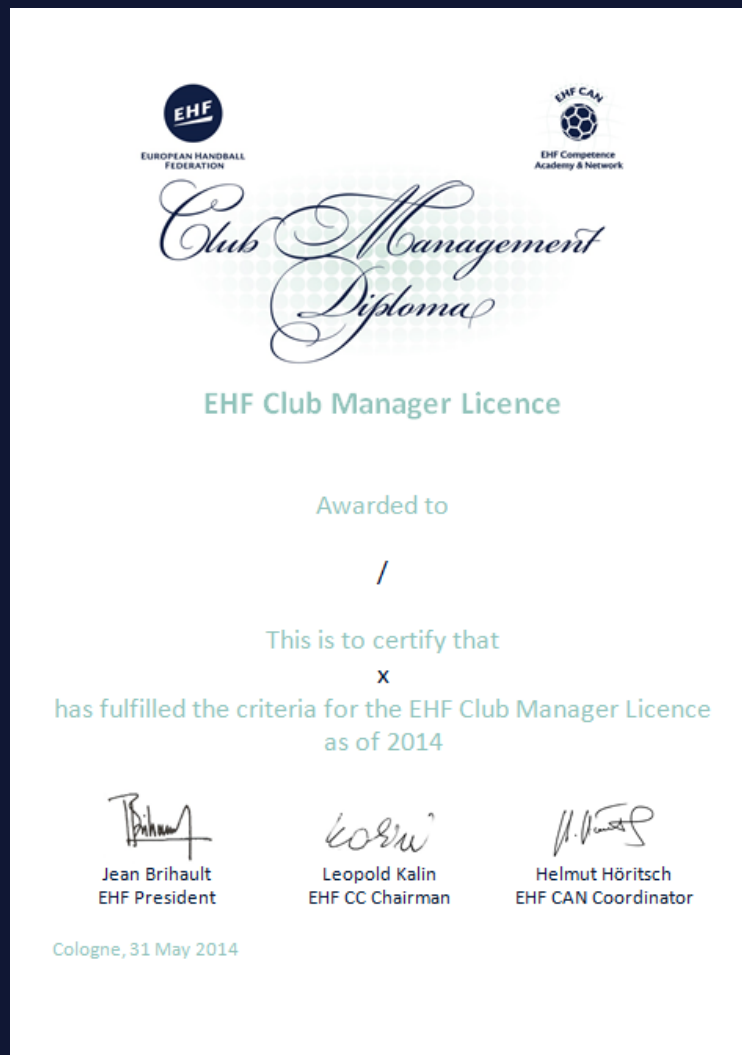 EHF
EUROPEAN HANDBALL
FEDERATION
EHF CAN
EHF Competence
Academy & Network
Club Management
Diploma
EHF Club Manager Licence
Awarded to
/
This is to certify that
x
has fulfilled the criteria for the EHF Club Manager Licence
as of 2014
Jean Brihault
EHF President
Leopold Kalin
EHF CC Chairman
Helmut Höritsch
EHF CAN Coordinator
Cologne, 31 May 2014